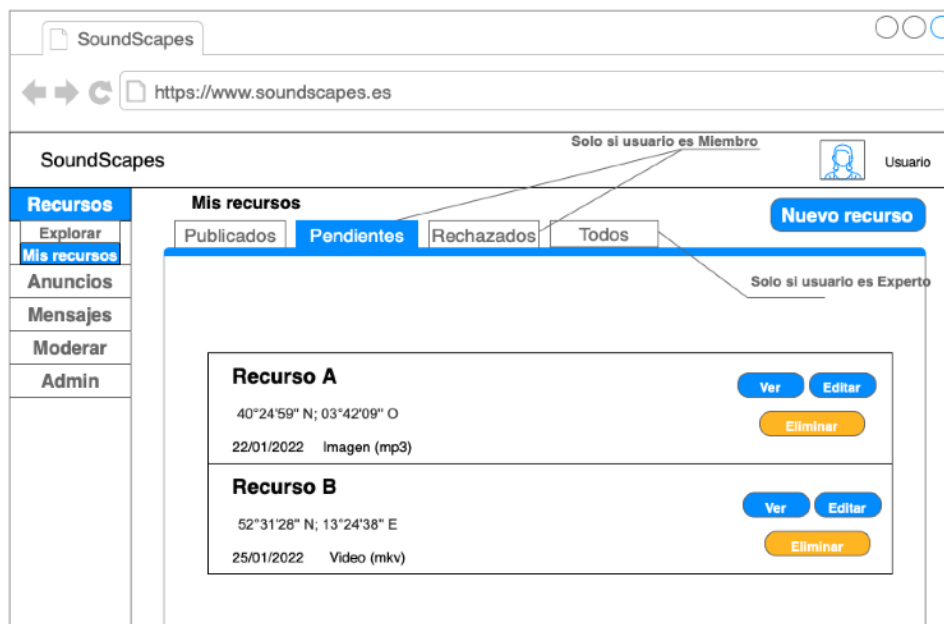 SoundScapes
https://www.soundscapes.es
Solo si usuario es Miembro
SoundScapes
Usuario
Recursos
Mis recursos
Nuevo recurso
Explorar
Publicados
Pendientes
Rechazados
Todos
Mis recursos
Anuncios
Solo si usuario es Experto
Mensajes
Moderar
Admin
Recurso A
Ver
Editar
40°24'59" N; 03°42'09" O
Eliminar
22/01/2022 Imagen (mp3)
Recurso B
Ver
Editar
52°31'28" N; 13°24'38" E
Eliminar
25/01/2022 Video (mkv)